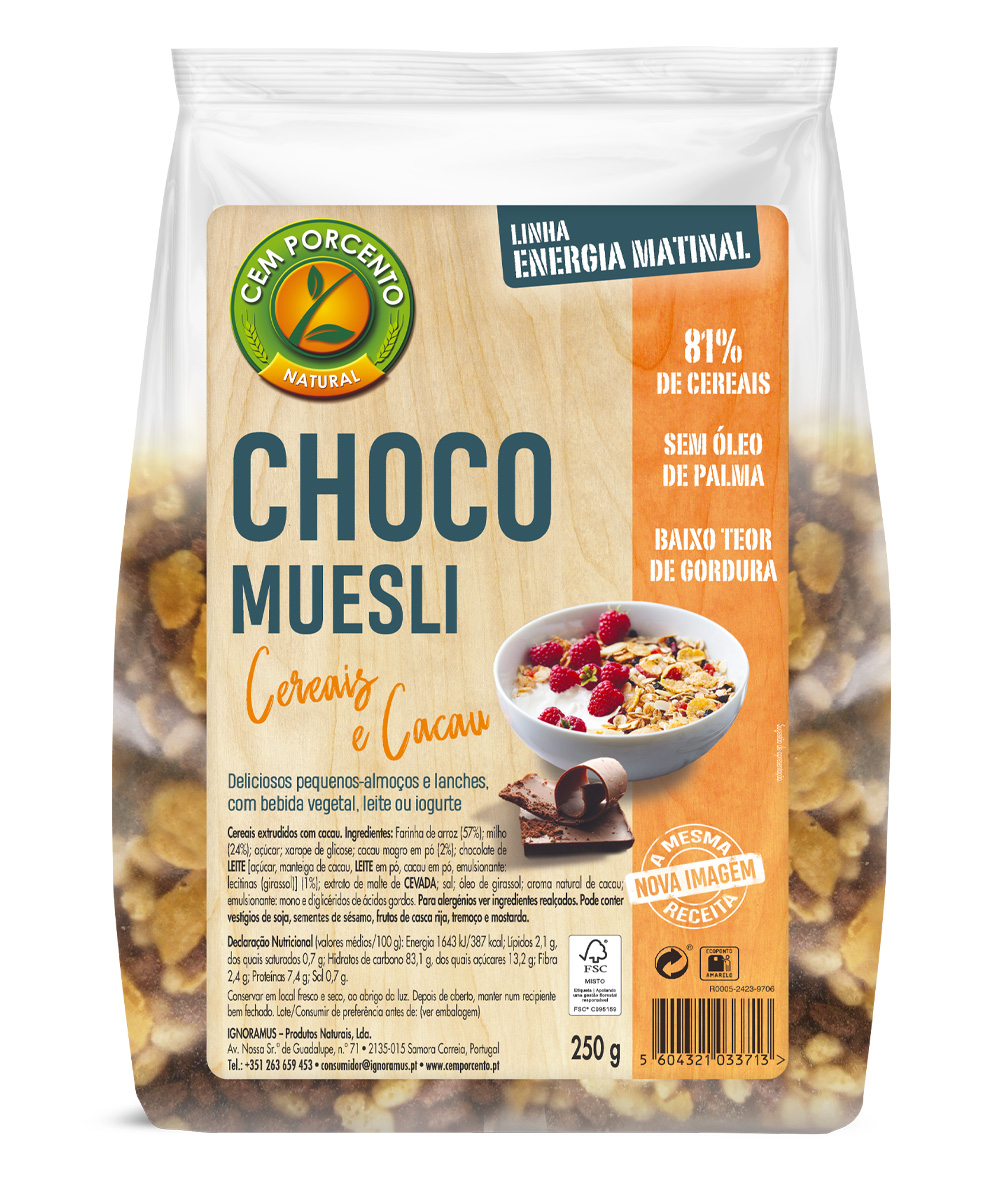 CEM PORCENTO
NATURAL
LINHA
ENERGIA MATINAL
81%
DE CEREAIS
SEM ÓLEO
DE PALMA
BAIXO TEOR
DE GORDURA
CHOCO
MUESLI
Cereais
e Cacau
Deliciosos pequenos-almoços e lanches,
com bebida vegetal, leite ou iogurte
Cereais extrudidos com cacau. Ingredientes: Farinha de arroz (57%); milho
(24%); açúcar; xarope de glicose; cacau magro em pó (2%); chocolate de
LEITE [açúcar, manteiga de cacau, LEITE em pó, cacau em pó, emulsionante:
lecitinas (girassol)] (1%); extrato de malte de CEVADA; sal; óleo de girassol; aroma natural de cacau;
emulsionante: mono e diglicéridos de ácidos gordos. Para alergénios ver ingredientes realçados. Pode conter
vestígios de soja, sementes de sésamo, frutos de casca rija, tremoço e mostarda.
Declaração Nutricional (valores médios/100 g): Energia 1643 kJ/387 kcal; Lípidos 2,1 g,
dos quais saturados 0,7 g; Hidratos de carbono 83,1 g, dos quais açúcares 13,2 g; Fibra
2,4 g; Proteínas 7,4 g; Sal 0,7 g.
Conservar em local fresco e seco, ao abrigo da luz. Depois de aberto, manter num recipiente
bem fechado. Lote/Consumir de preferência antes de: (ver embalagem)
IGNORAMUS – Produtos Naturais, Lda.
Av. Nossa Sr.ª de Guadalupe, n.º 71 • 2135-015 Samora Correia, Portugal
Tel.: +351 263 659 453 • consumidor@ignoramus.pt • www.cemporcento.pt
A MESMA
NOVA IMAGEM
RECEITA
FSC
MISTO
Etiqueta | Apoiando
uma gestão florestal
responsável
FSC® C995159
®
ECOPONTO
AMARELO
R0005-2423-9706
250 g
5 604321 033713 >